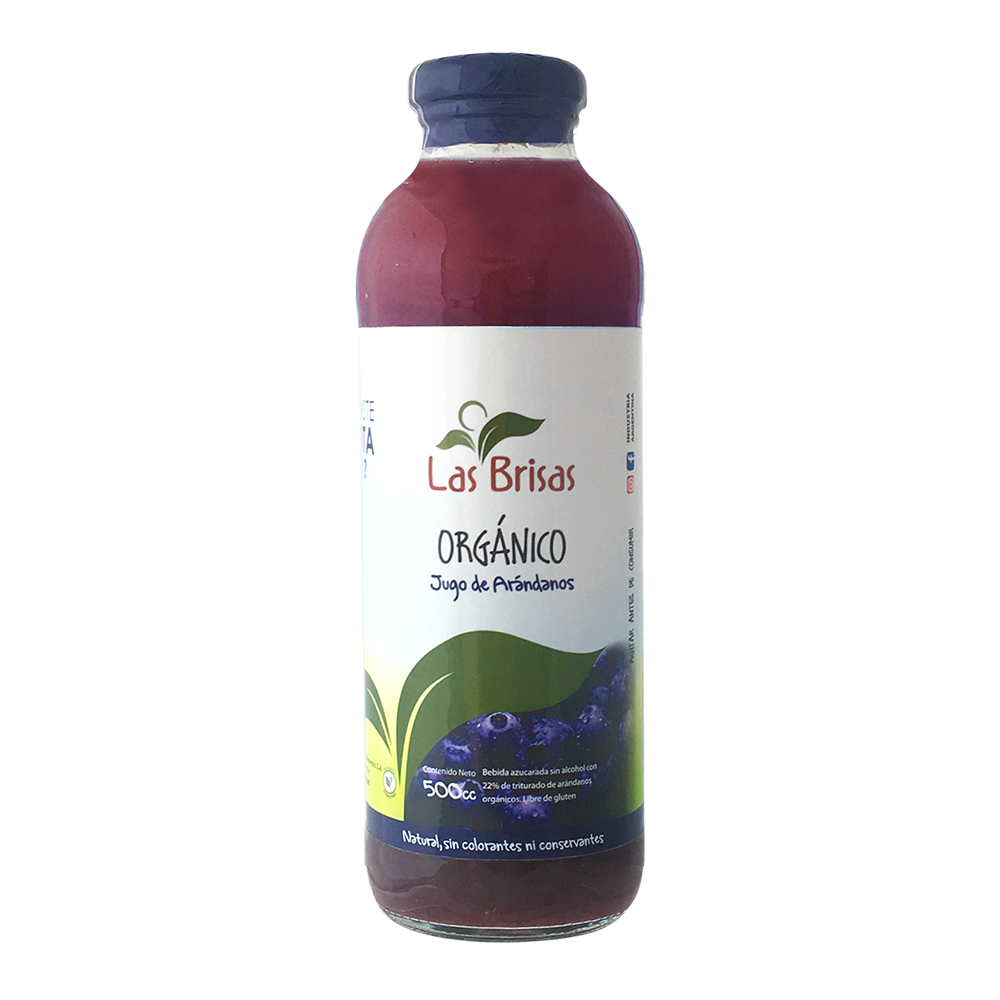 Las Brisas
ORGÁNICO
Jugo de Arándanos
Contenido Neto
500cc
Bebida azucarada sin alcohol con
22% de triturado de arándanos
orgánicos. Libre de gluten
Natural, sin colorantes ni conservantes
INDUSTRIA
ARGENTINA
AGITAR ANTES DE CONSUMIR